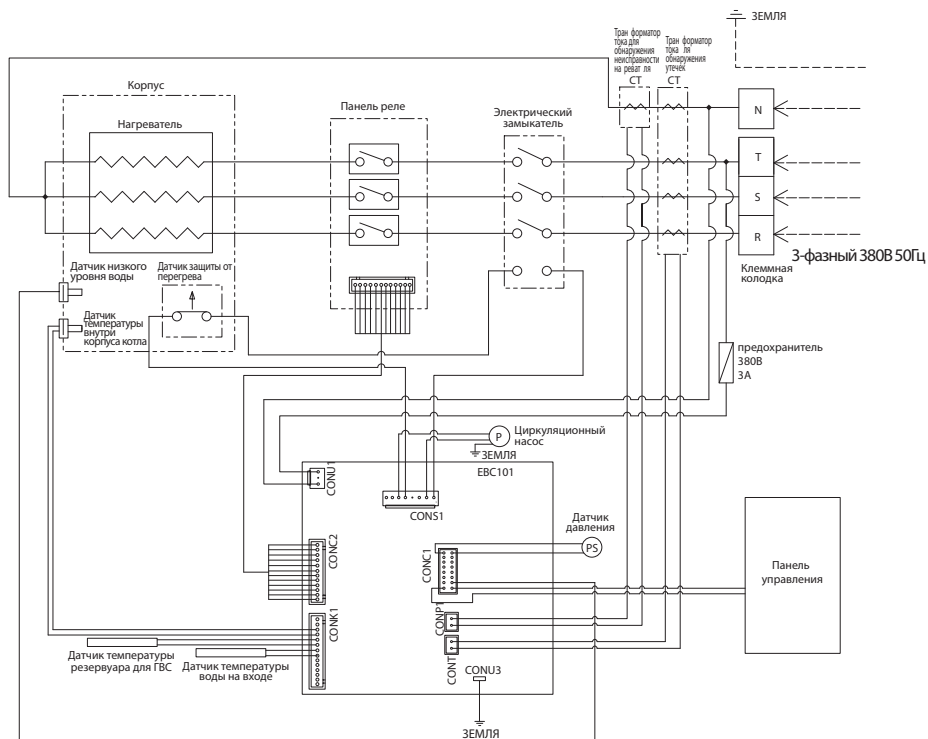 ЗЕМЛЯ
Тран форматор
тока для
обнаружения
неисправности
на реват ля
СТ
Тран форматор
тока ля
обнаружения
утечек
СТ
Корпус
Нагреватель
Панель реле
Электрический
замыкатель
N
T
S
R
3-фазный 380В 50Гц
Клеммная
колодка
Датчик низкого
уровня воды
Датчик защиты от
перегрева
Датчик
температуры
внутри
корпуса котла
предохранитель
380В
3А
P
Циркуляционный
насос
ЗЕМЛЯ
EBC101
CONU1
CONS1
Датчик
давления
PS
CONC2
CONC1
Панель
управления
CONK1
CONP1
CONT
Датчик температуры
резервуара для ГВС
Датчик температуры
воды на входе
CONU3
ЗЕМЛЯ